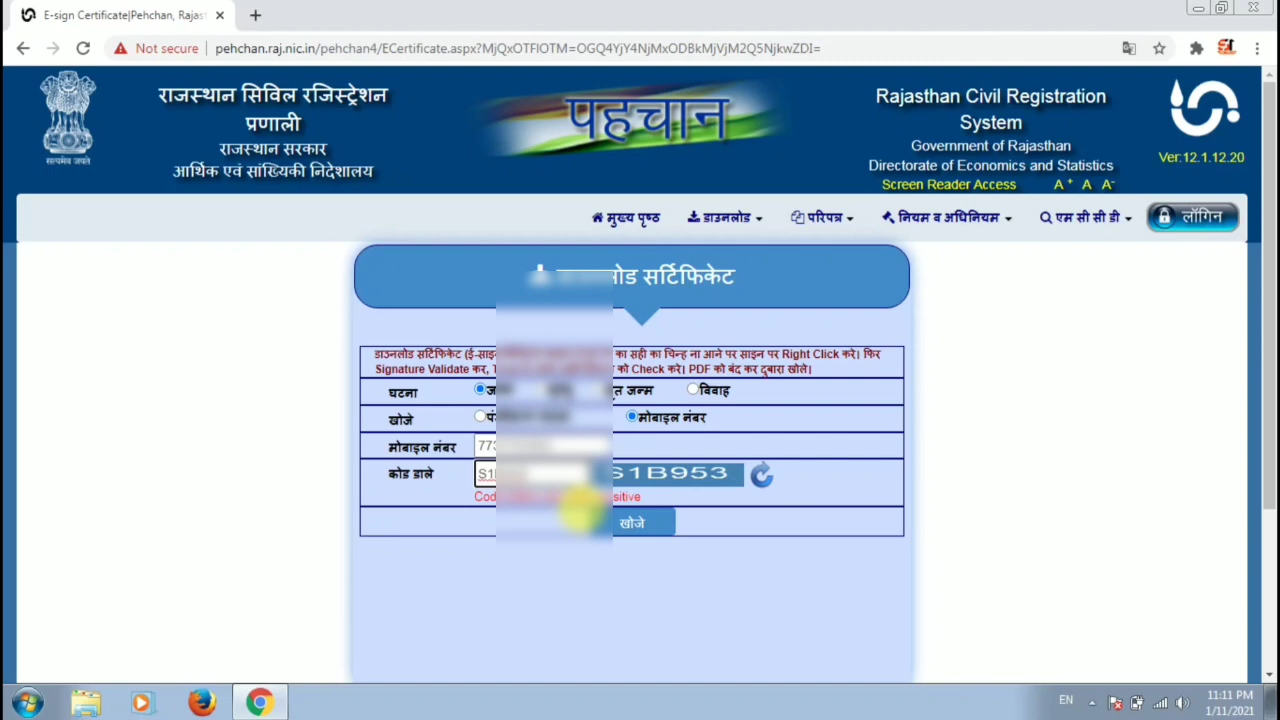 E-sign Certificate|Pehchan, Rajast
Not secure | pehchan.raj.nic.in/pehchan4/ECertificate.aspx?MjQxOTFlOTM=OGQ4YjY4NjMxODBkMjVjM2Q5NjkwZDI=
राजस्थान सिविल रजिस्ट्रेशन
प्रणाली
राजस्थान सरकार
आर्थिक एवं सांख्यिकी निदेशालय
सत्यमेव जयते
पहचान
Rajasthan Civil Registration
System
Government of Rajasthan
Directorate of Economics and Statistics
Screen Reader Access A+ A A-
Ver:12.1.12.20
मुख्य पृष्ठ डाउनलोड परिपत्र नियम व अधिनियम एम सी सी डी लॉगिन
सर्टिफिकेट
डाउनलोड सर्टिफिकेट का सही का चिन्ह ना आने पर साइन पर Right Click करे। फिर
Signature Validate कर, को Check करे। PDF को बंद कर दुबारा खोले।
घटना जन्म विवाह
खोजे मोबाइल नंबर
मोबाइल नंबर 773
कोड डाले S1B953
खोजे
EN
11:11 PM
1/11/2021